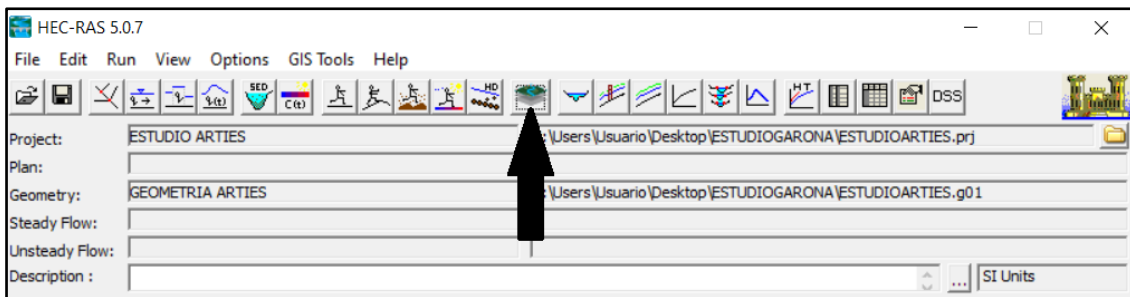 HEC-RAS 5.0.7
File Edit Run View Options GIS Tools Help
SED C(t) HD HT DSS
Project: ESTUDIO ARTIES :\Users\Usuario\Desktop\ESTUDIOGARONA\ESTUDIOARTIES.prj
Plan:
Geometry: GEOMETRIA ARTIES :\Users\Usuario\Desktop\ESTUDIOGARONA\ESTUDIOARTIES.g01
Steady Flow:
Unsteady Flow:
Description : ... SI Units